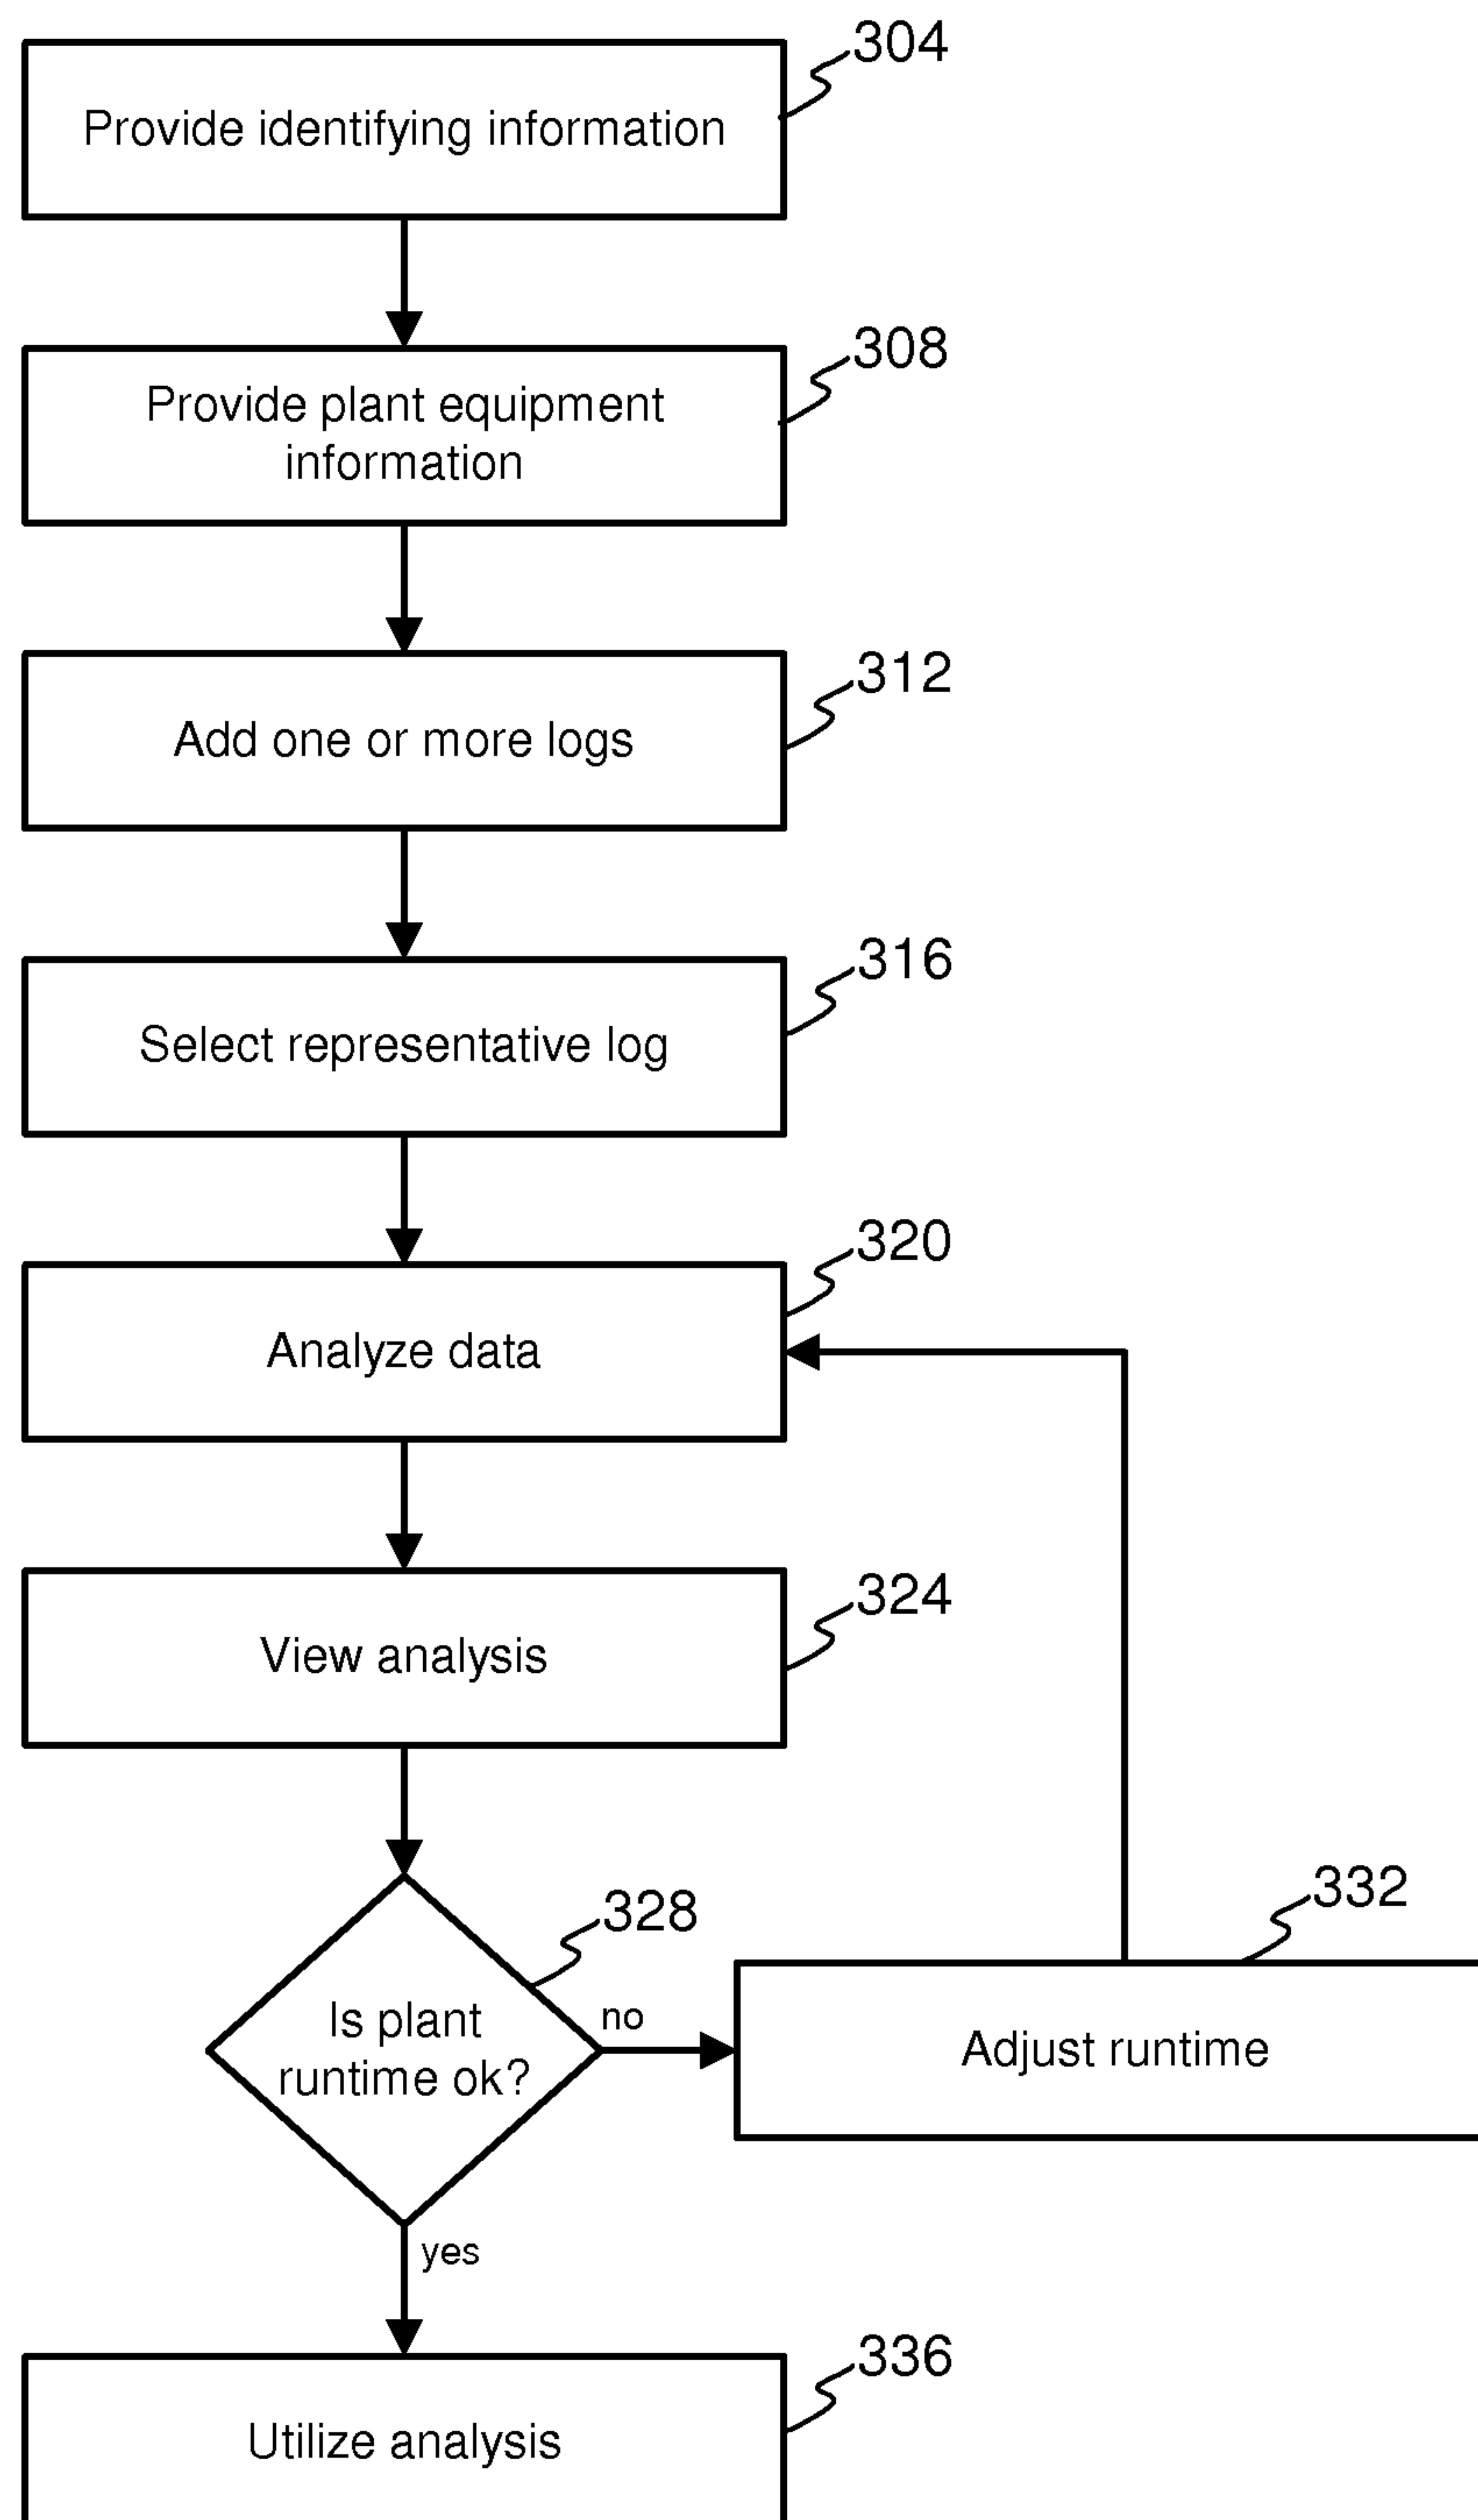 304
Provide identifying information
308
Provide plant equipment
information
312
Add one or more logs
316
Select representative log
320
Analyze data
324
View analysis
328
Is plant
runtime ok?
no
332
Adjust runtime
yes
336
Utilize analysis